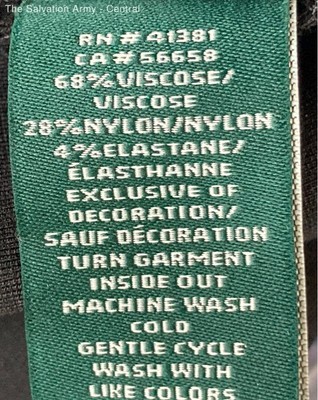 The Salvation Army - Central
RN # 41381
CA # 56658
68% VISCOSE/
VISCOSE
28% NYLON/NYLON
4% ELASTANE/
ÉLASTHANNE
EXCLUSIVE OF
DECORATION/
SAUF DÉCORATION
TURN GARMENT
INSIDE OUT
MACHINE WASH
COLD
GENTLE CYCLE
WASH WITH
LIKE COLORS